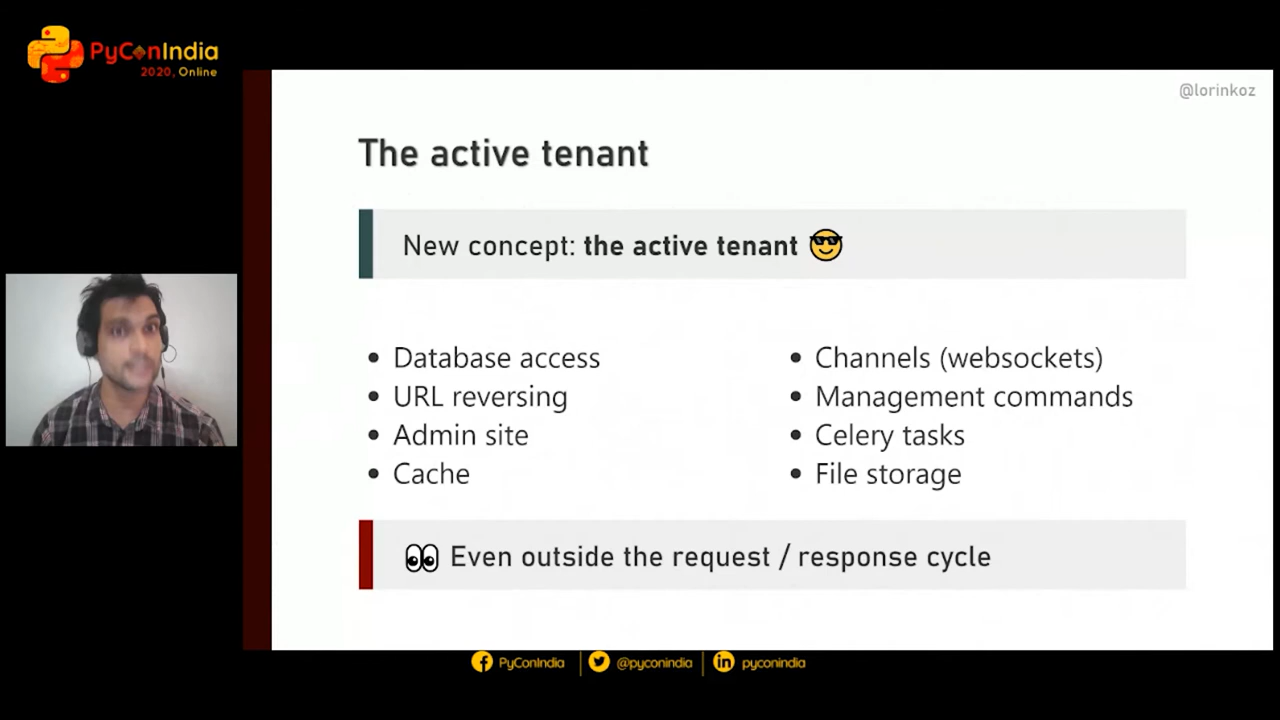 PyConIndia
2020, Online
@lorinkoz
The active tenant
New concept: the active tenant 😎
• Database access
• URL reversing
• Admin site
• Cache
• Channels (websockets)
• Management commands
• Celery tasks
• File storage
👀 Even outside the request / response cycle
PyConIndia
@pyconindia
pyconindia